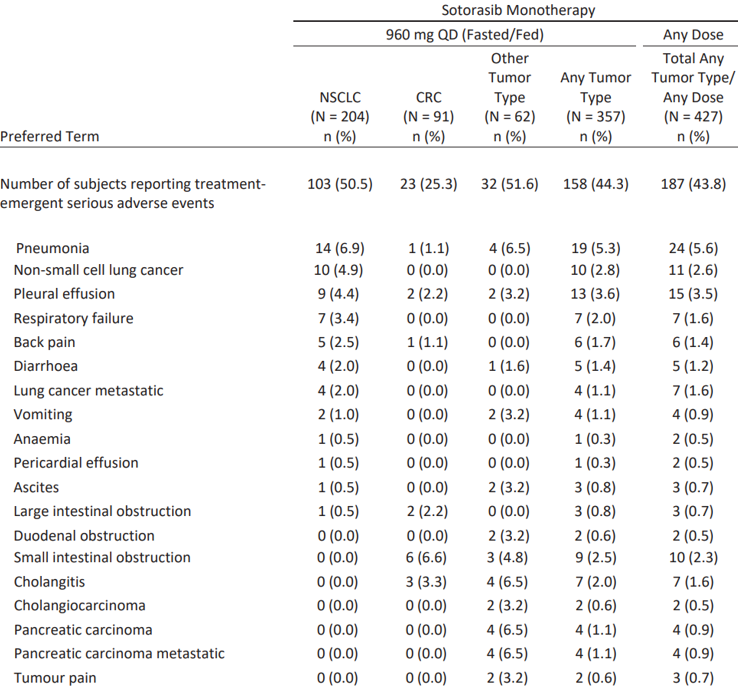 Sotorasib Monotherapy
960 mg QD (Fasted/Fed) Any Dose
NSCLC (N = 204) n (%) CRC (N = 91) n (%) Other Tumor Type (N = 62) n (%) Any Tumor Type (N = 357) n (%) Total Any Tumor Type/ Any Dose (N = 427) n (%)
Preferred Term
Number of subjects reporting treatment- 103 (50.5) 23 (25.3) 32 (51.6) 158 (44.3) 187 (43.8)
emergent serious adverse events
Pneumonia 14 (6.9) 1 (1.1) 4 (6.5) 19 (5.3) 24 (5.6)
Non-small cell lung cancer 10 (4.9) 0 (0.0) 0 (0.0) 10 (2.8) 11 (2.6)
Pleural effusion 9 (4.4) 2 (2.2) 2 (3.2) 13 (3.6) 15 (3.5)
Respiratory failure 7 (3.4) 0 (0.0) 0 (0.0) 7 (2.0) 7 (1.6)
Back pain 5 (2.5) 1 (1.1) 0 (0.0) 6 (1.7) 6 (1.4)
Diarrhoea 4 (2.0) 0 (0.0) 1 (1.6) 5 (1.4) 5 (1.2)
Lung cancer metastatic 4 (2.0) 0 (0.0) 0 (0.0) 4 (1.1) 7 (1.6)
Vomiting 2 (1.0) 0 (0.0) 2 (3.2) 4 (1.1) 4 (0.9)
Anaemia 1 (0.5) 0 (0.0) 0 (0.0) 1 (0.3) 2 (0.5)
Pericardial effusion 1 (0.5) 0 (0.0) 0 (0.0) 1 (0.3) 2 (0.5)
Ascites 1 (0.5) 0 (0.0) 2 (3.2) 3 (0.8) 3 (0.7)
Large intestinal obstruction 1 (0.5) 2 (2.2) 0 (0.0) 3 (0.8) 3 (0.7)
Duodenal obstruction 0 (0.0) 0 (0.0) 2 (3.2) 2 (0.6) 2 (0.5)
Small intestinal obstruction 0 (0.0) 6 (6.6) 3 (4.8) 9 (2.5) 10 (2.3)
Cholangitis 0 (0.0) 3 (3.3) 4 (6.5) 7 (2.0) 7 (1.6)
Cholangiocarcinoma 0 (0.0) 0 (0.0) 2 (3.2) 2 (0.6) 2 (0.5)
Pancreatic carcinoma 0 (0.0) 0 (0.0) 4 (6.5) 4 (1.1) 4 (0.9)
Pancreatic carcinoma metastatic 0 (0.0) 0 (0.0) 4 (6.5) 4 (1.1) 4 (0.9)
Tumour pain 0 (0.0) 0 (0.0) 2 (3.2) 2 (0.6) 3 (0.7)